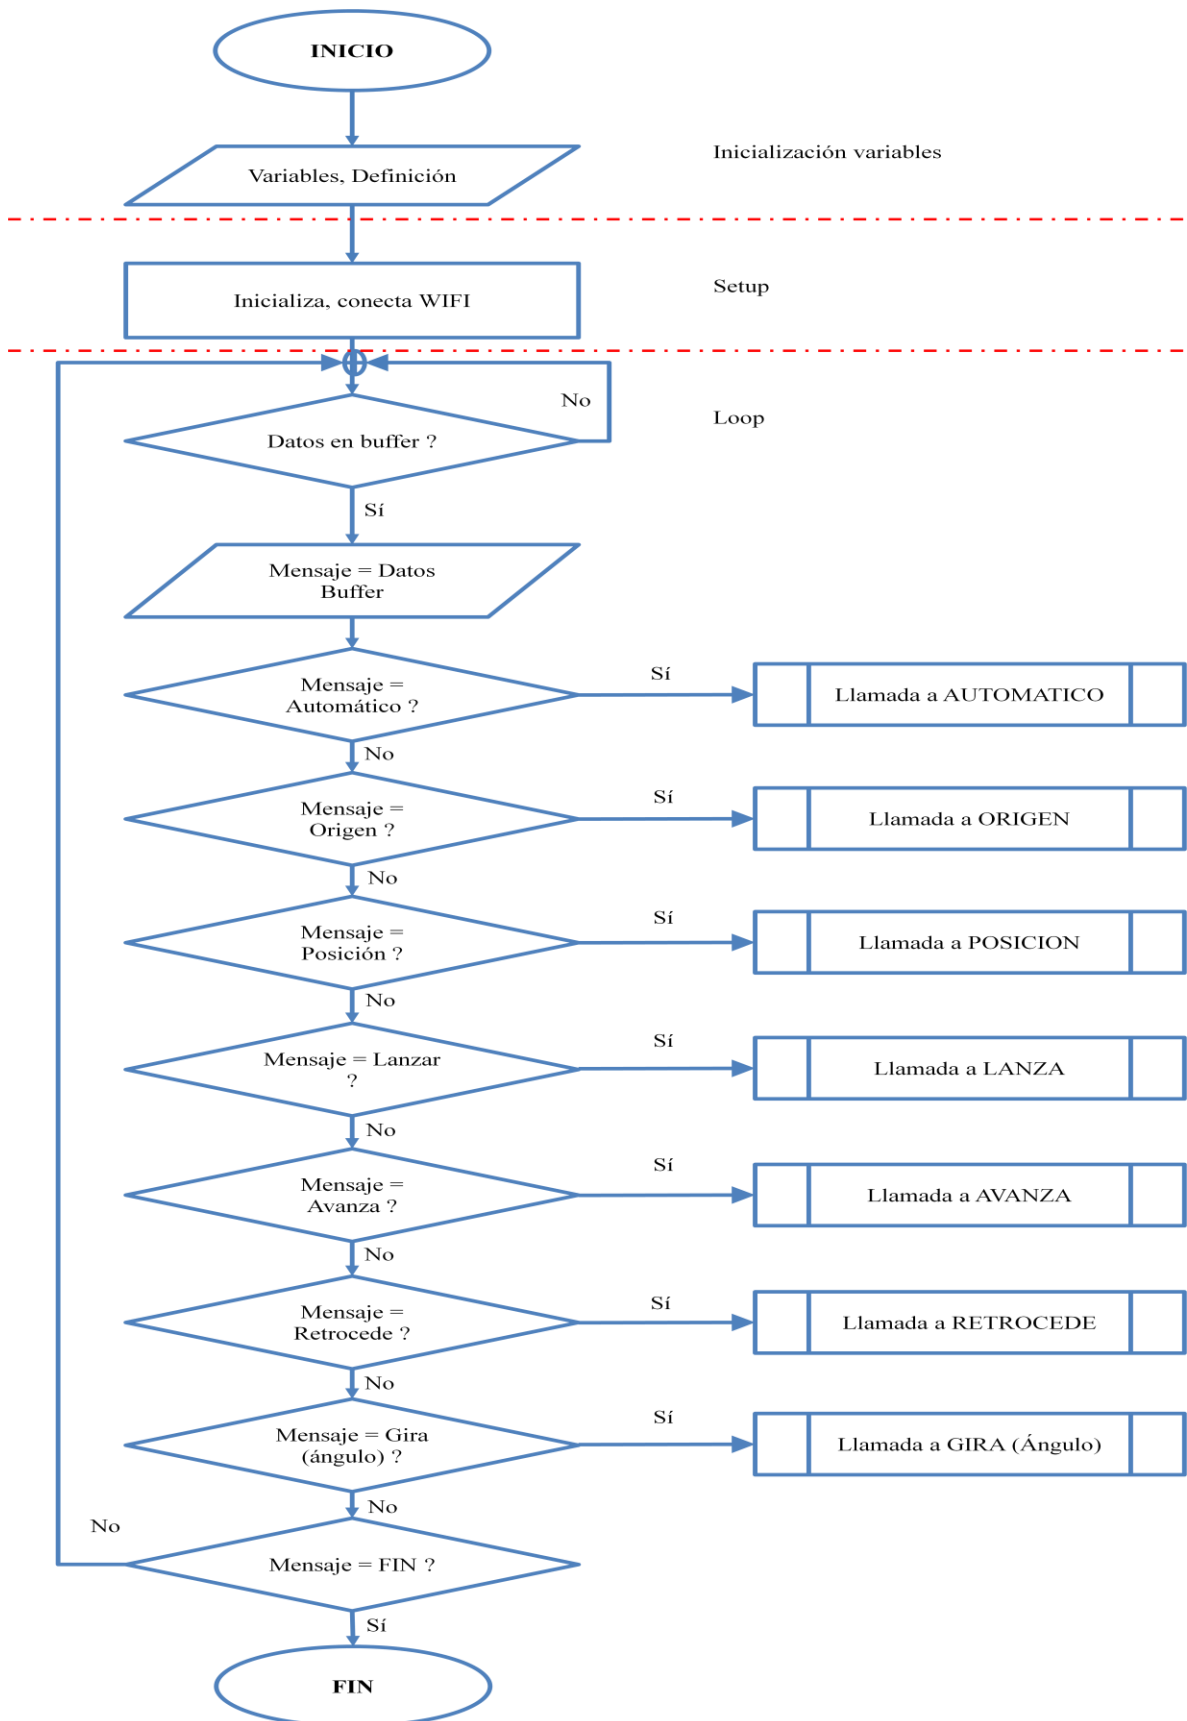 INICIO
Variables, Definición
Inicialización variables
Inicializa, conecta WIFI
Setup
Datos en buffer ?
No
Loop
Sí
Mensaje = Datos
Buffer
Mensaje =
Automático ?
Sí
Llamada a AUTOMATICO
No
Mensaje =
Origen ?
Sí
Llamada a ORIGEN
No
Mensaje =
Posición ?
Sí
Llamada a POSICION
No
Mensaje = Lanzar
?
Sí
Llamada a LANZA
No
Mensaje =
Avanza ?
Sí
Llamada a AVANZA
No
Mensaje =
Retrocede ?
Sí
Llamada a RETROCEDE
No
Mensaje = Gira
(ángulo) ?
Sí
Llamada a GIRA (Ángulo)
No
No
Mensaje = FIN ?
Sí
FIN